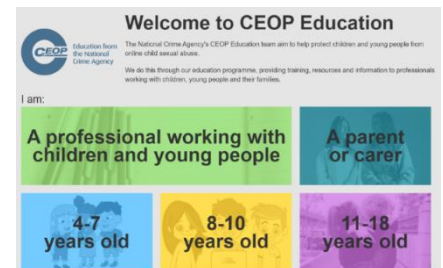 Welcome to CEOP Education
CEOP
Education from
the National
Crime Agency
The National Crime Agency's CEOP Education team aim to help protect children and young people from
online child sexual abuse.
We do this through our education programme, providing training, resources and information to professionals
working with children, young people and their families.
I am:
A professional working with
children and young people
A parent
or carer
4-7
years old
8-10
years old
11-18
years old